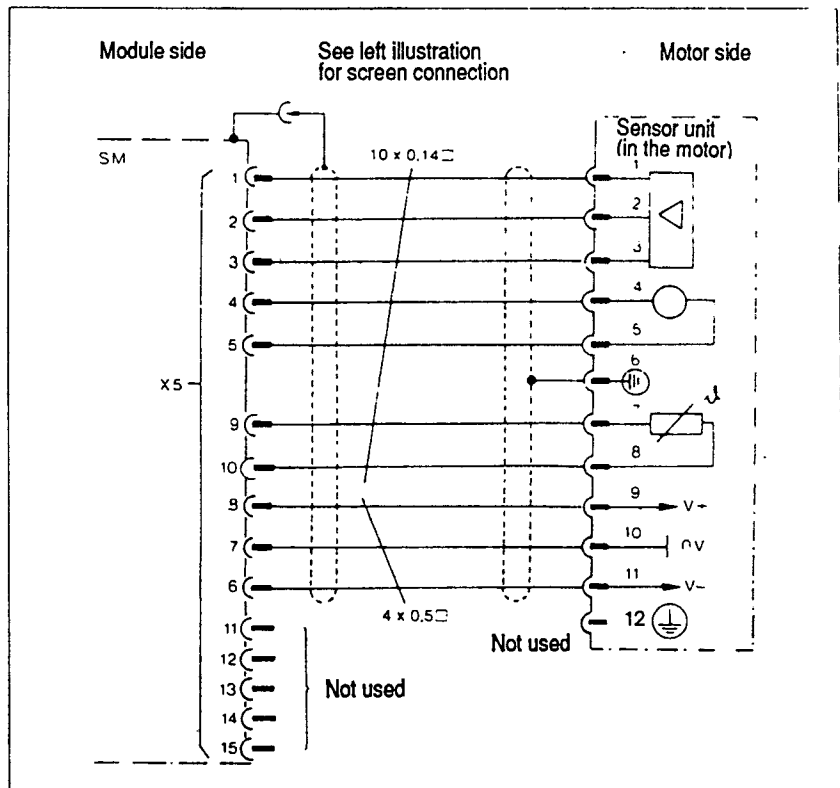 Module side
See left illustration
for screen connection
Motor side
SM
Sensor unit
(in the motor)
10 x 0,14 □
1
1
2
2
3
3
4
4
5
5
6
X5
9
10
8
8
9
V+
7
10
0V
6
11
V-
4 x 0,5 □
11
12
Not used
12
13
Not used
14
15